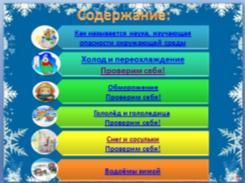 Содержание:
Как называется наука, изучающая
опасности окружающей среды
Холод и переохлаждение
Проверим себя!
Обморожение
Проверим себя!
Гололёд и гололедица
Проверим себя!
Снег и сосульки
Проверим себя!
Водоёмы зимой